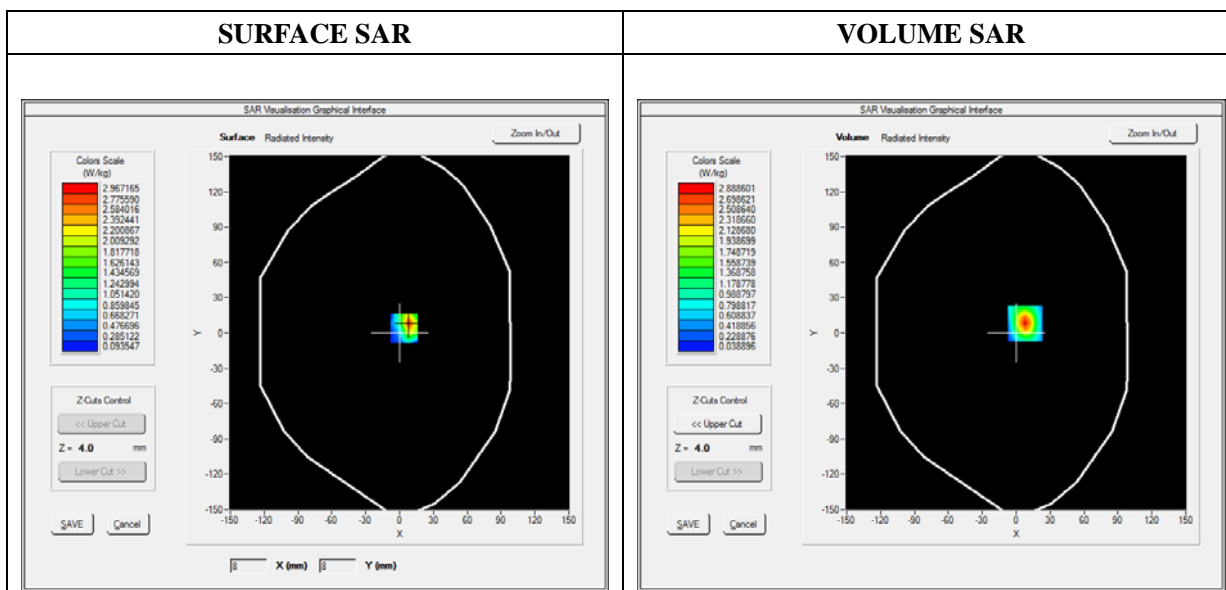 SURFACE SAR
VOLUME SAR
SAR Visualisation Graphical Interface
Surface Radiated Intensity
Zoom In/Out
Colors Scale
(W/kg)
2.967165
2.775590
2.584016
2.392441
2.200867
2.009292
1.817718
1.626143
1.434569
1.242994
1.051420
0.859845
0.668271
0.476696
0.285122
0.093547
Z-Cuts Control
<< Upper Cut
Z = 4.0 mm
Lower Cut >>
SAVE Cancel
150
120
90
60
30
0
-30
-60
-90
-120
-150
Y
-150 -120 -90 -60 -30 0 30 60 90 120 150
X
8 X (mm) 8 Y (mm)
SAR Visualisation Graphical Interface
Volume Radiated Intensity
Zoom In/Out
Colors Scale
(W/kg)
2.888601
2.698621
2.508640
2.318660
2.128680
1.938699
1.748719
1.558739
1.368758
1.178778
0.988797
0.798817
0.608837
0.418856
0.228876
0.038896
Z-Cuts Control
<< Upper Cut
Z = 4.0 mm
Lower Cut >>
SAVE Cancel
150
120
90
60
30
0
-30
-60
-90
-120
-150
Y
-150 -120 -90 -60 -30 0 30 60 90 120 150
X